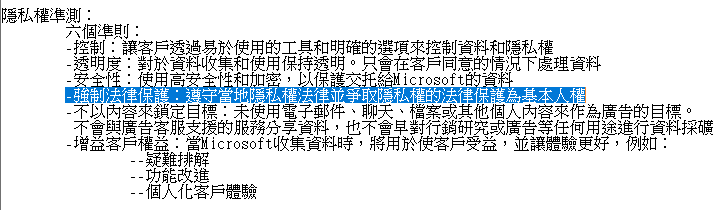 隱私權準測：
六個準則：
-控制：讓客戶透過易於使用的工具和明確的選項來控制資料和隱私權
-透明度：對於資料收集和使用保持透明。只會在客戶同意的情況下處理資料
-安全性：使用高安全性和加密，以保護交託給Microsoft的資料
-強制法律保護：遵守當地隱私權法律並爭取隱私權的法律保護為基本人權
-不以內容來鎖定目標：未使用電子郵件、聊天、檔案或其他個人內容來作為廣告的目標。
不會與廣告客服支援的服務分享資料，也不會早對行銷研究或廣告等任何用途進行資料採礦
-增益客戶權益：當Microsoft收集資料時，將用於使客戶受益，並讓體驗更好，例如：
--疑難排解
--功能改進
--個人化客戶體驗